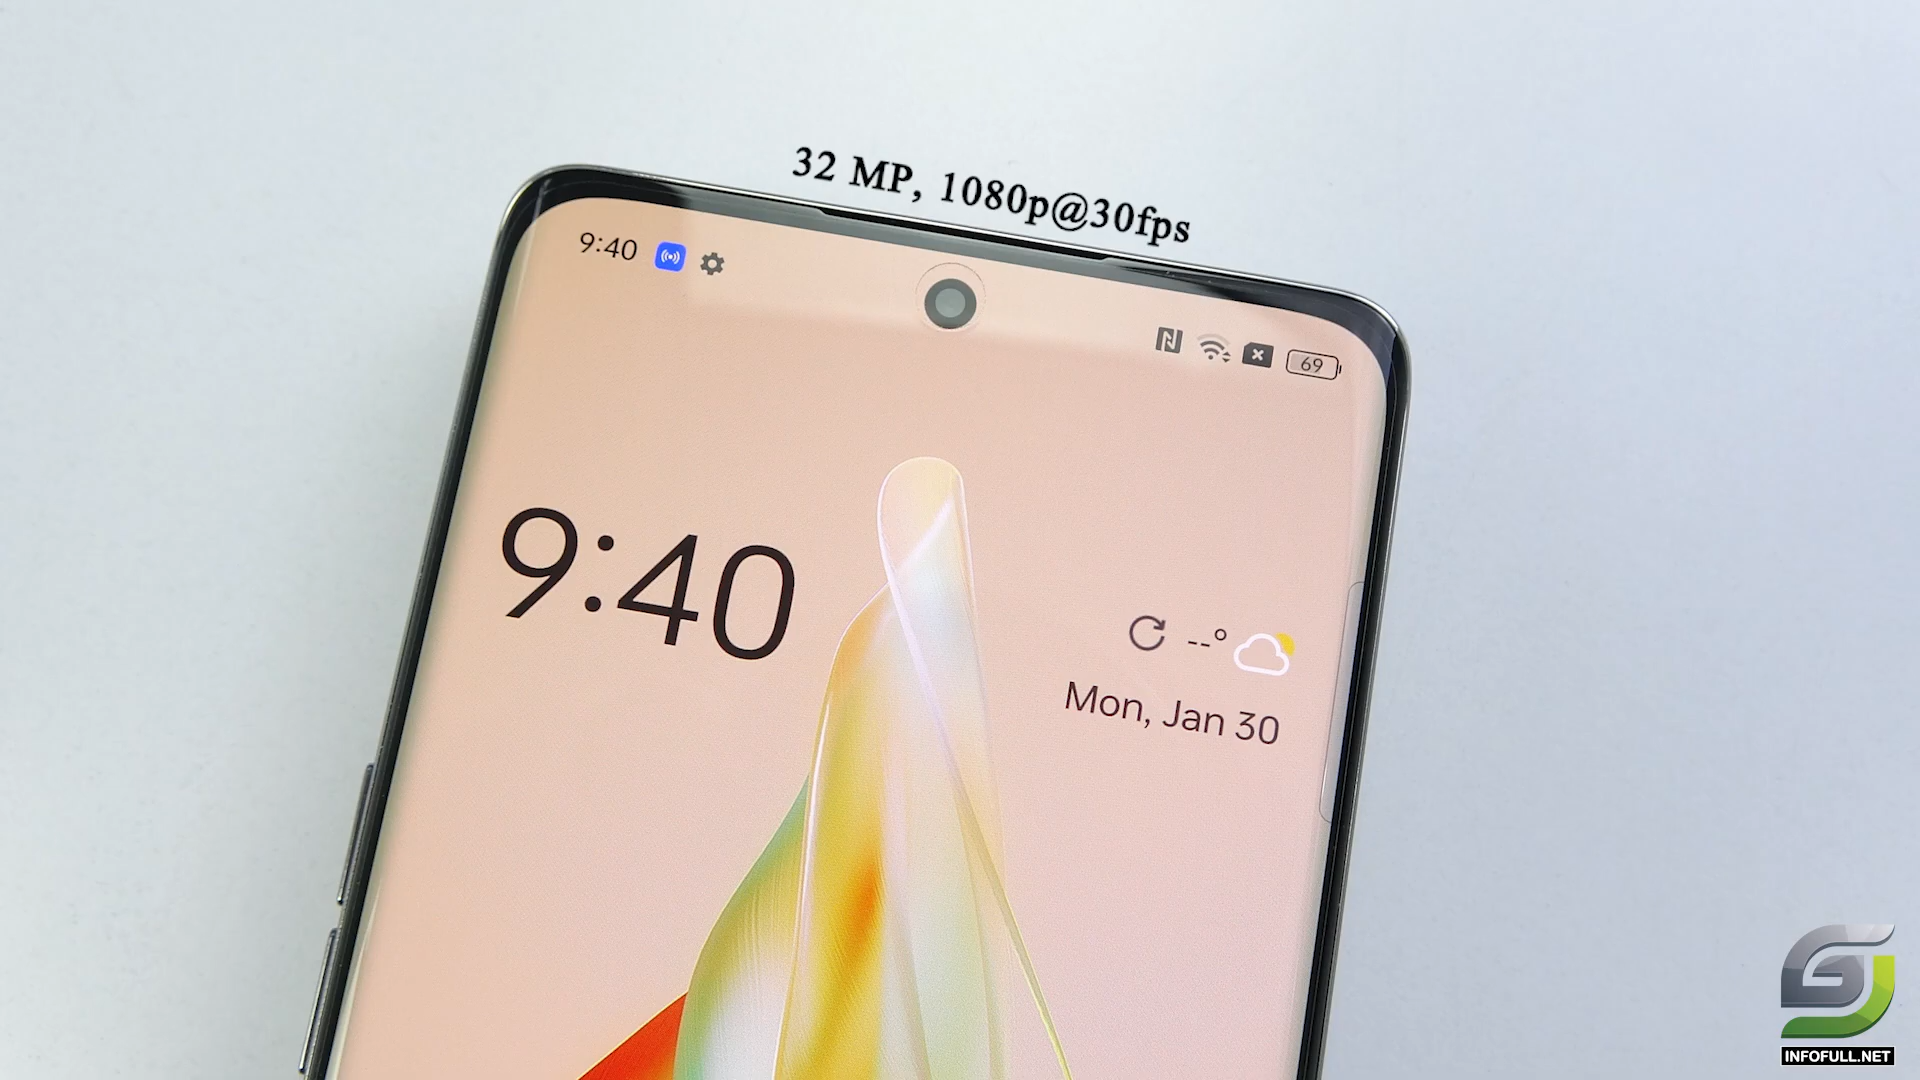 32 MP, 1080p@30fps
9:40
69
9:40
--°
Mon, Jan 30
INFOFULL.NET